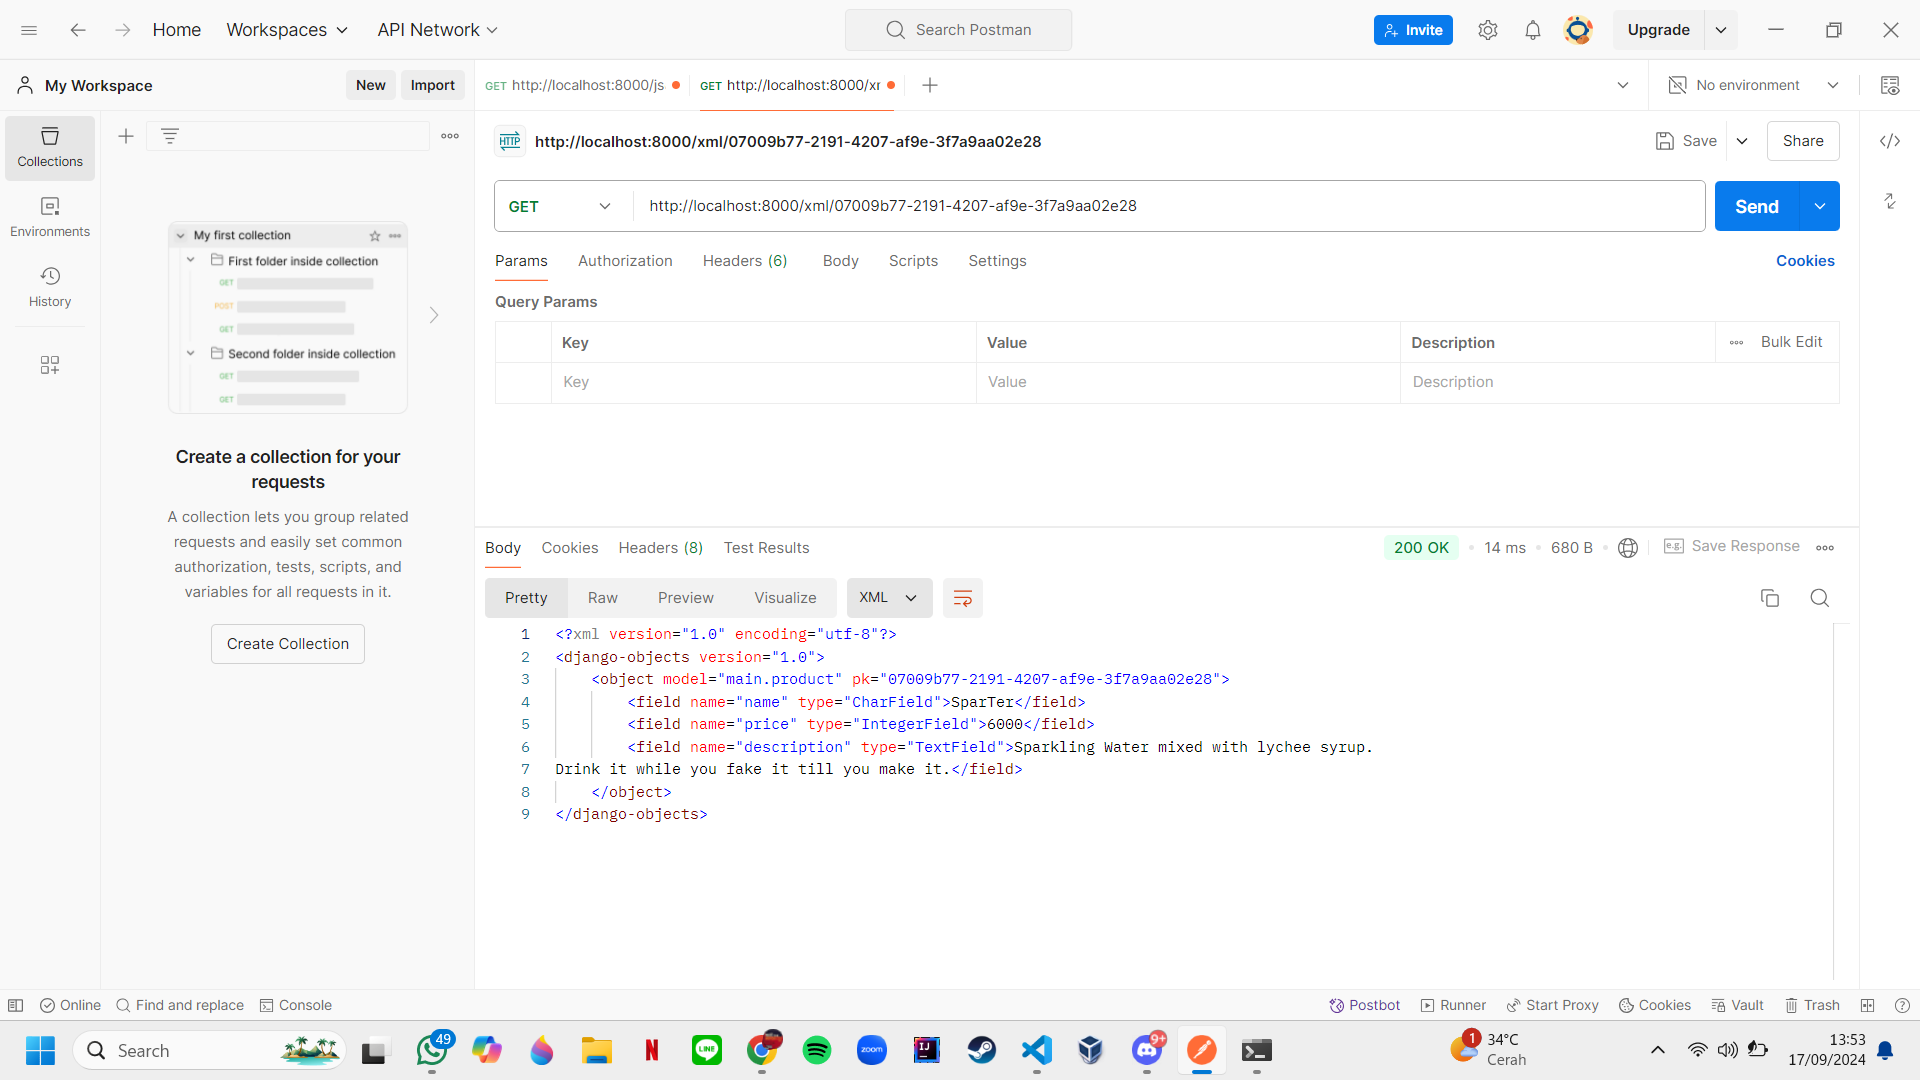 Home
Workspaces
API Network
Search Postman
Invite
Upgrade
My Workspace
New
Import
GET http://localhost:8000/js
GET http://localhost:8000/xr
No environment
Collections
Environments
History
My first collection
First folder inside collection
GET
POST
GET
Second folder inside collection
GET
GET
Create a collection for your
requests
A collection lets you group related
requests and easily set common
authorization, tests, scripts, and
variables for all requests in it.
Create Collection
HTTP http://localhost:8000/xml/07009b77-2191-4207-af9e-3f7a9aa02e28
Save
Share
GET
http://localhost:8000/xml/07009b77-2191-4207-af9e-3f7a9aa02e28
Send
Params
Authorization
Headers (6)
Body
Scripts
Settings
Cookies
Query Params
Key
Value
Description
Bulk Edit
Key
Value
Description
Body
Cookies
Headers (8)
Test Results
200 OK
14 ms
680 B
e.g. Save Response
Pretty
Raw
Preview
Visualize
XML
1 <?xml version="1.0" encoding="utf-8"?>
2 <django-objects version="1.0">
3 <object model="main.product" pk="07009b77-2191-4207-af9e-3f7a9aa02e28">
4 <field name="name" type="CharField">SparTer</field>
5 <field name="price" type="IntegerField">6000</field>
6 <field name="description" type="TextField">Sparkling Water mixed with lychee syrup.
7 Drink it while you fake it till you make it.</field>
8 </object>
9 </django-objects>
Online
Find and replace
Console
Postbot
Runner
Start Proxy
Cookies
Vault
Trash
Search
49
N
LINE
zoom
IJ
9+
1
34°C
Cerah
13:53
17/09/2024